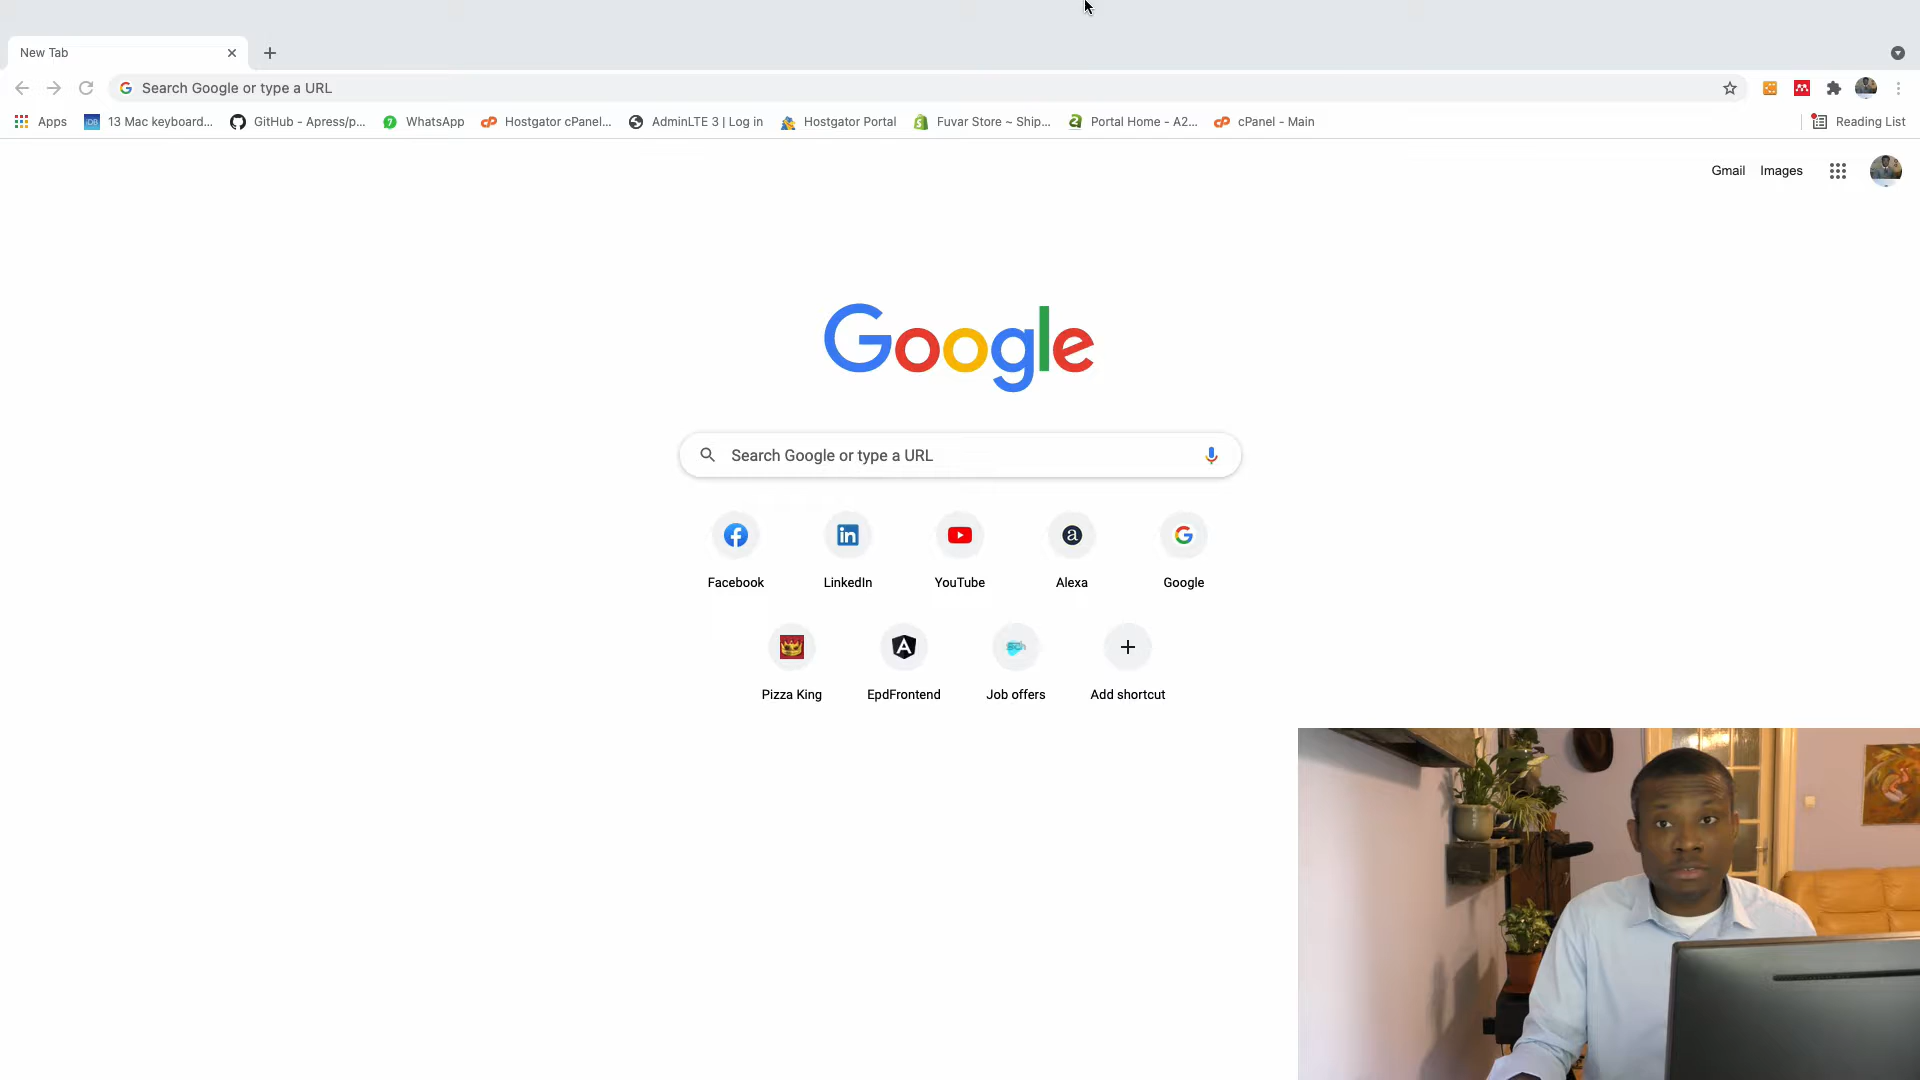 New Tab
Search Google or type a URL
Apps
13 Mac keyboard...
GitHub - Apress/p...
WhatsApp
Hostgator cPanel...
AdminLTE 3 | Log in
Hostgator Portal
Fuvar Store ~ Ship...
Portal Home - A2...
cPanel - Main
Reading List
Gmail
Images
Google
Search Google or type a URL
Facebook
LinkedIn
YouTube
Alexa
Google
Pizza King
EpdFrontend
Job offers
Add shortcut